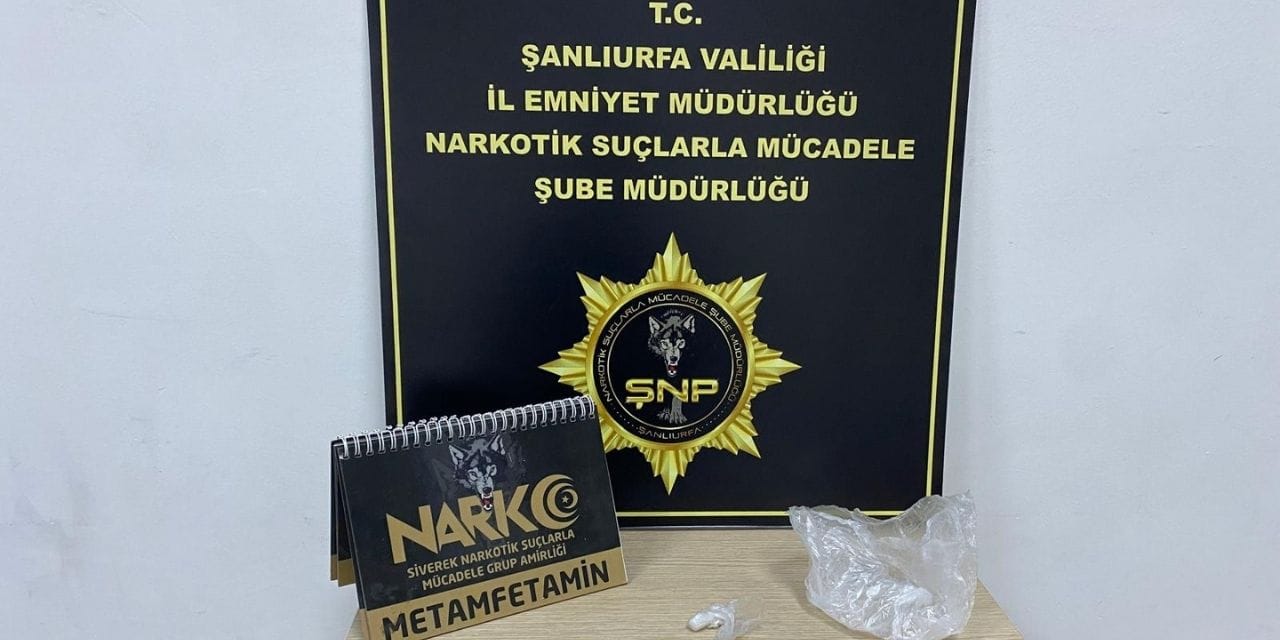 T.C.
ŞANLIURFA VALİLİĞİ
İL EMNİYET MÜDÜRLÜĞÜ
NARKOTİK SUÇLARLA MÜCADELE
ŞUBE MÜDÜRLÜĞÜ
NARKOTİK SUÇLARLA MÜCADELE ŞUBE MÜDÜRLÜĞÜ
ŞNP
ŞANLIURFA
NARKO
SİVEREK NARKOTİK SUÇLARLA
MÜCADELE GRUP AMİRLİĞİ
METAMFETAMİN